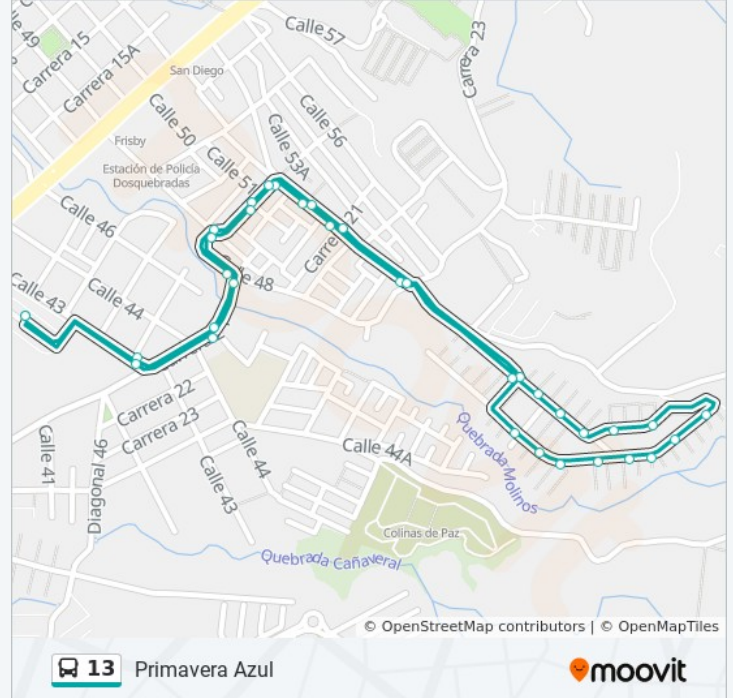 Calle 57
Calle 49
Carrera 15
Carrera 15A
San Diego
Carrera 23
Calle 50
Calle 56
Frisby
Calle 53A
Estación de Policía
Dosquebradas
Calle 51
Calle 46
Carrera 21
Calle 48
Calle 43
Calle 44
Carrera 22
Carrera 23
Calle 41
Diagonal 46
Calle 43
Calle 44
Calle 44A
Quebrada Molinos
Colinas de Paz
Quebrada Cañaveral
© OpenStreetMap contributors | © OpenMapTiles
13 Primavera Azul
moovit